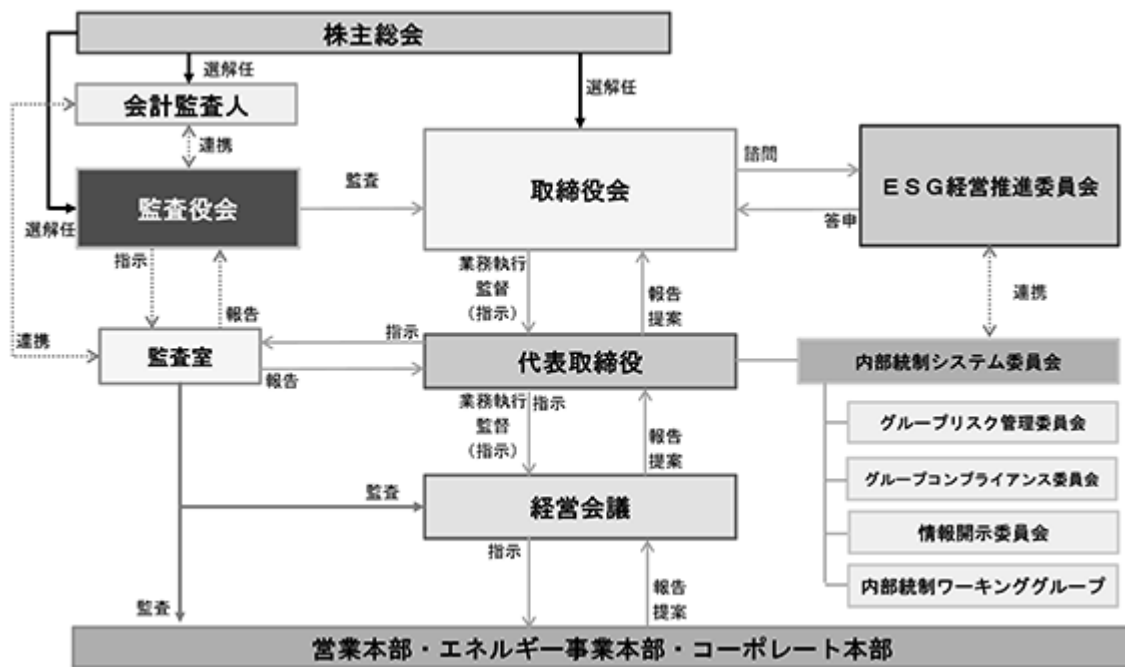 株主総会
選解任
選解任
会計監査人
連携
諮問
監査
取締役会
ESG経営推進委員会
監査役会
答申
選解任
指示
業務執行
監督
(指示)
報告
提案
連携
報告
連携
指示
監査室
代表取締役
内部統制システム委員会
報告
業務執行
監督
(指示)
指示
報告
提案
グループリスク管理委員会
グループコンプライアンス委員会
監査
経営会議
情報開示委員会
指示
報告
提案
内部統制ワーキンググループ
監査
営業本部・エネルギー事業本部・コーポレート本部